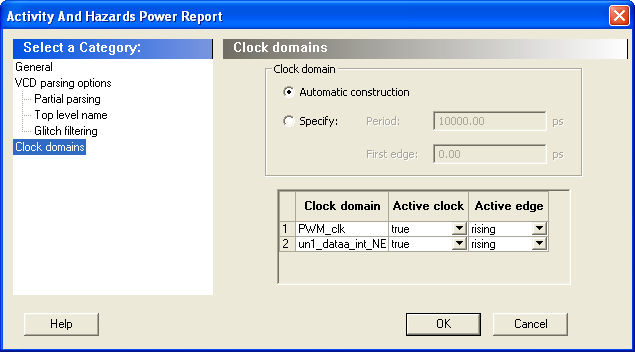 Activity And Hazards Power Report
Select a Category:
General
VCD parsing options
Partial parsing
Top level name
Glitch filtering
Clock domains
Clock domains
Clock domain
Automatic construction
Specify: Period: 10000.00 ps
First edge: 0.00 ps
Clock domain Active clock Active edge
1 PWM_clk true rising
2 un1_dataa_int_NE true rising
Help OK Cancel